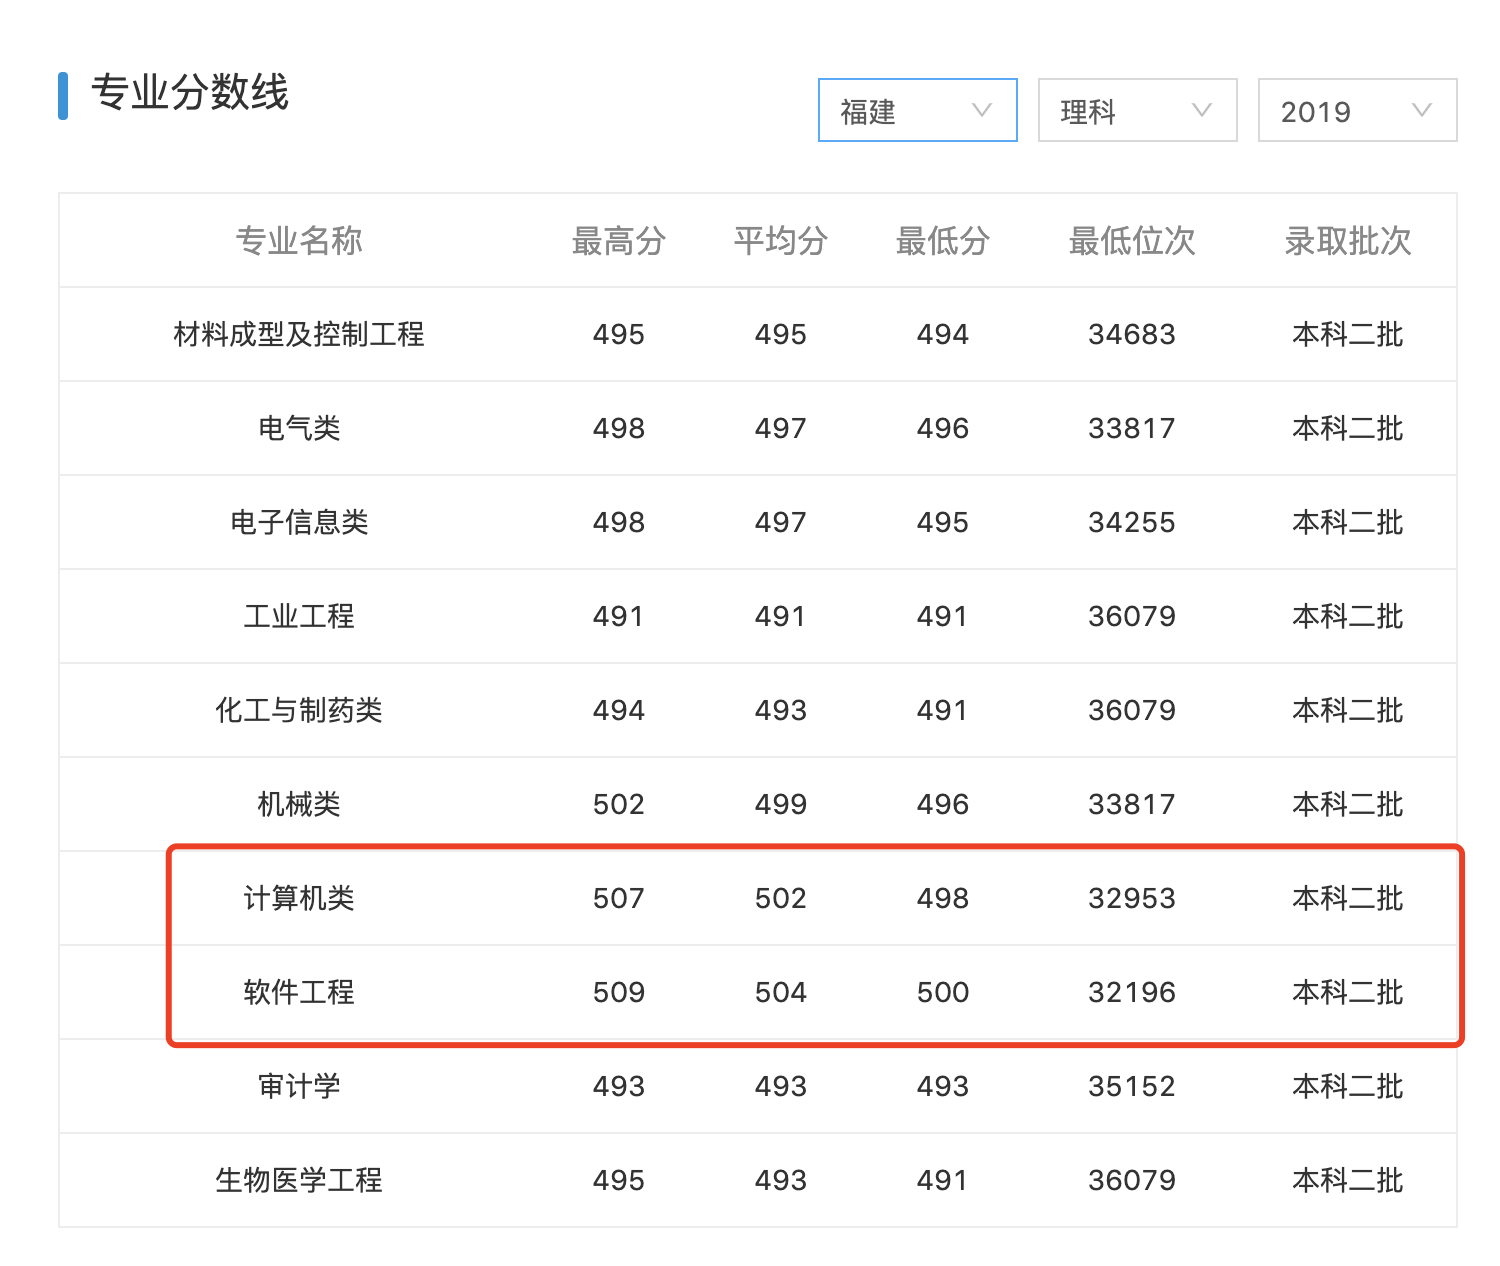 专业分数线
福建 理科 2019
专业名称 最高分 平均分 最低分 最低位次 录取批次
材料成型及控制工程 495 495 494 34683 本科二批
电气类 498 497 496 33817 本科二批
电子信息类 498 497 495 34255 本科二批
工业工程 491 491 491 36079 本科二批
化工与制药类 494 493 491 36079 本科二批
机械类 502 499 496 33817 本科二批
计算机类 507 502 498 32953 本科二批
软件工程 509 504 500 32196 本科二批
审计学 493 493 493 35152 本科二批
生物医学工程 495 493 491 36079 本科二批